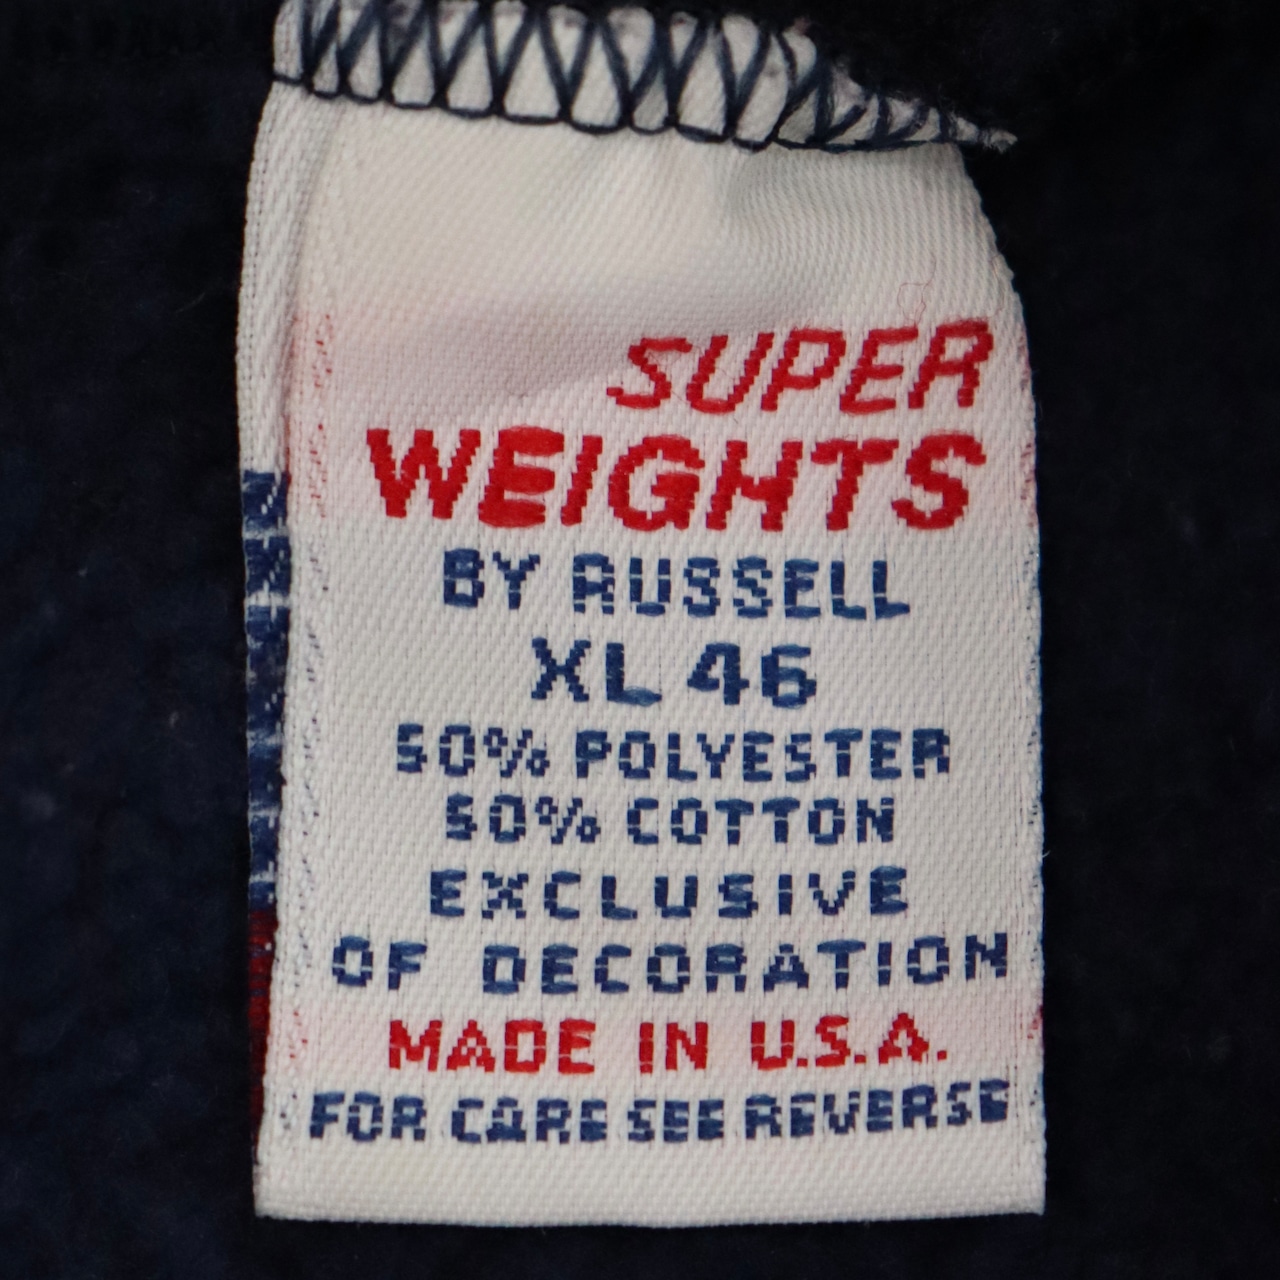 SUPER
WEIGHTS
BY RUSSELL
XL 46
50% POLYESTER
50% COTTON
EXCLUSIVE
OF DECORATION
MADE IN U.S.A.
FOR CARE SEE REVERSE